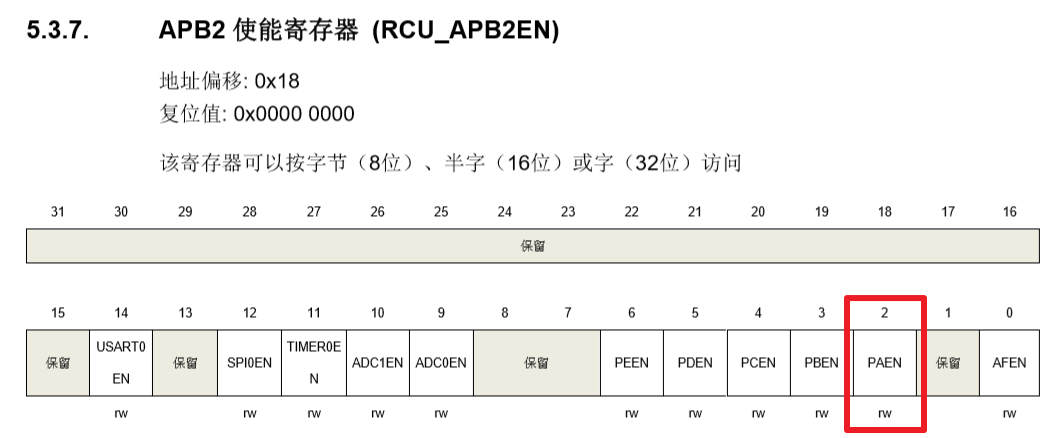 5.3.7. APB2 使能寄存器 (RCU_APB2EN)
地址偏移: 0x18
复位值: 0x0000 0000
该寄存器可以按字节（8位）、半字（16位）或字（32位）访问
31 30 29 28 27 26 25 24 23 22 21 20 19 18 17 16
保留
15 14 13 12 11 10 9 8 7 6 5 4 3 2 1 0
保留 USART0EN 保留 SPI0EN TIMER0EN ADC1EN ADC0EN 保留 PEEN PDEN PCEN PBEN PAEN 保留 AFEN
rw rw rw rw rw rw rw rw rw rw rw